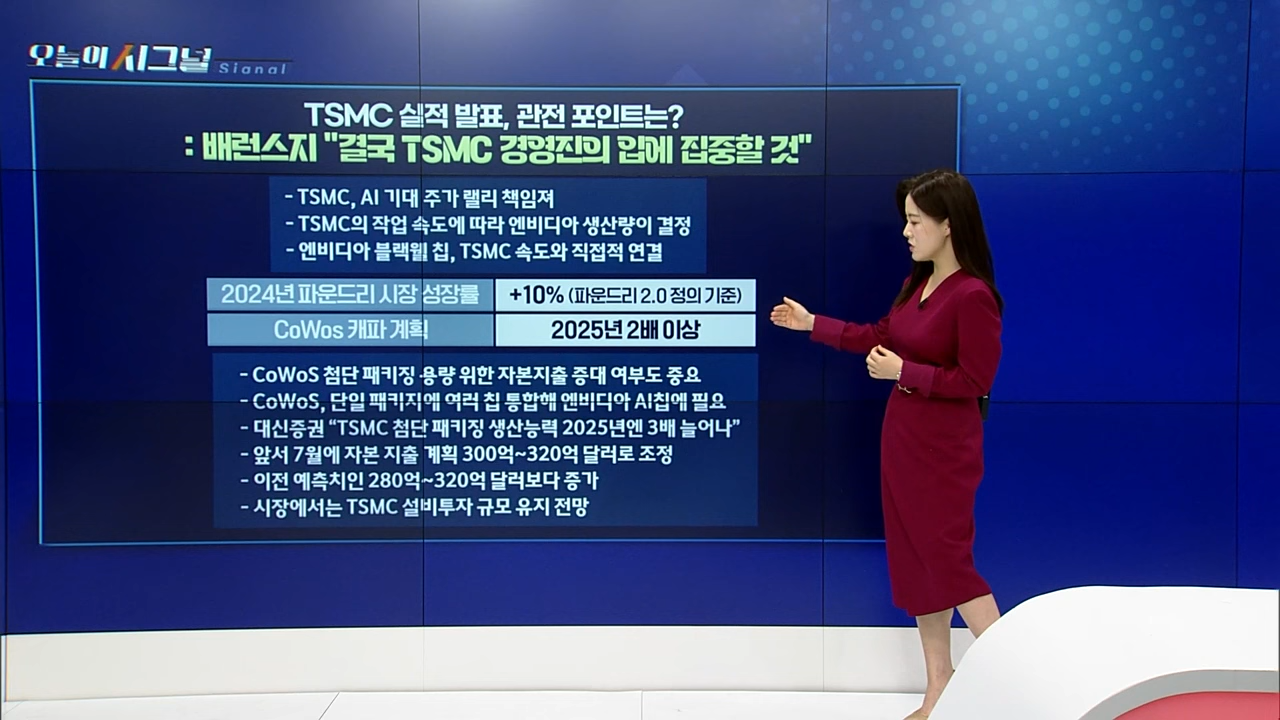 오늘의 시그널 Signal
TSMC 실적 발표, 관전 포인트는?
: 배런스지 "결국 TSMC 경영진의 입에 집중할 것"
- TSMC, AI 기대 주가 랠리 책임져
- TSMC의 작업 속도에 따라 엔비디아 생산량이 결정
- 엔비디아 블랙웰 칩, TSMC 속도와 직접적 연결
2024년 파운드리 시장 성장률 +10% (파운드리 2.0 정의 기준)
CoWos 캐파 계획 2025년 2배 이상
- CoWoS 첨단 패키징 용량 위한 자본지출 증대 여부도 중요
- CoWoS, 단일 패키지에 여러 칩 통합해 엔비디아 AI칩에 필요
- 대신증권 “TSMC 첨단 패키징 생산능력 2025년엔 3배 늘어나”
- 앞서 7월에 자본 지출 계획 300억~320억 달러로 조정
- 이전 예측치인 280억~320억 달러보다 증가
- 시장에서는 TSMC 설비투자 규모 유지 전망